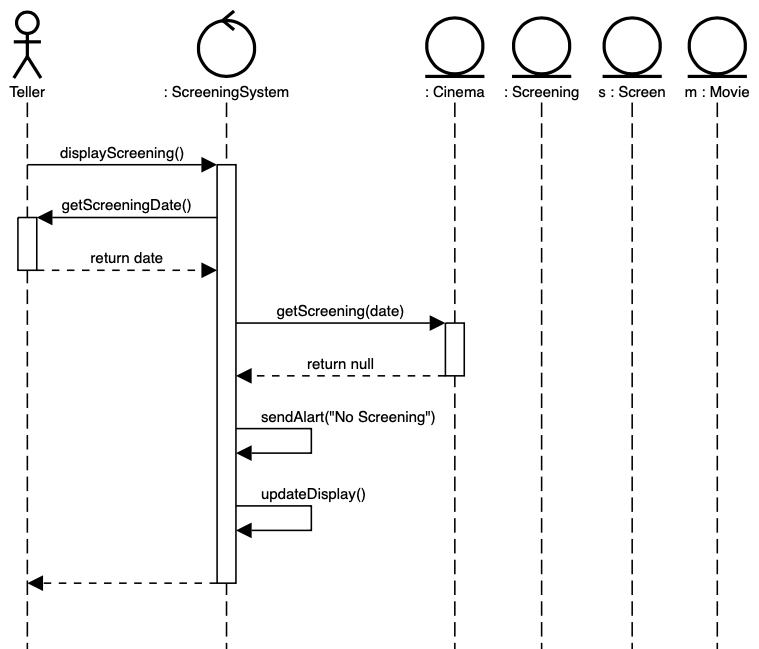 Teller
: ScreeningSystem
: Cinema
: Screening
s : Screen
m : Movie
displayScreening()
getScreeningDate()
return date
getScreening(date)
return null
sendAlart("No Screening")
updateDisplay()